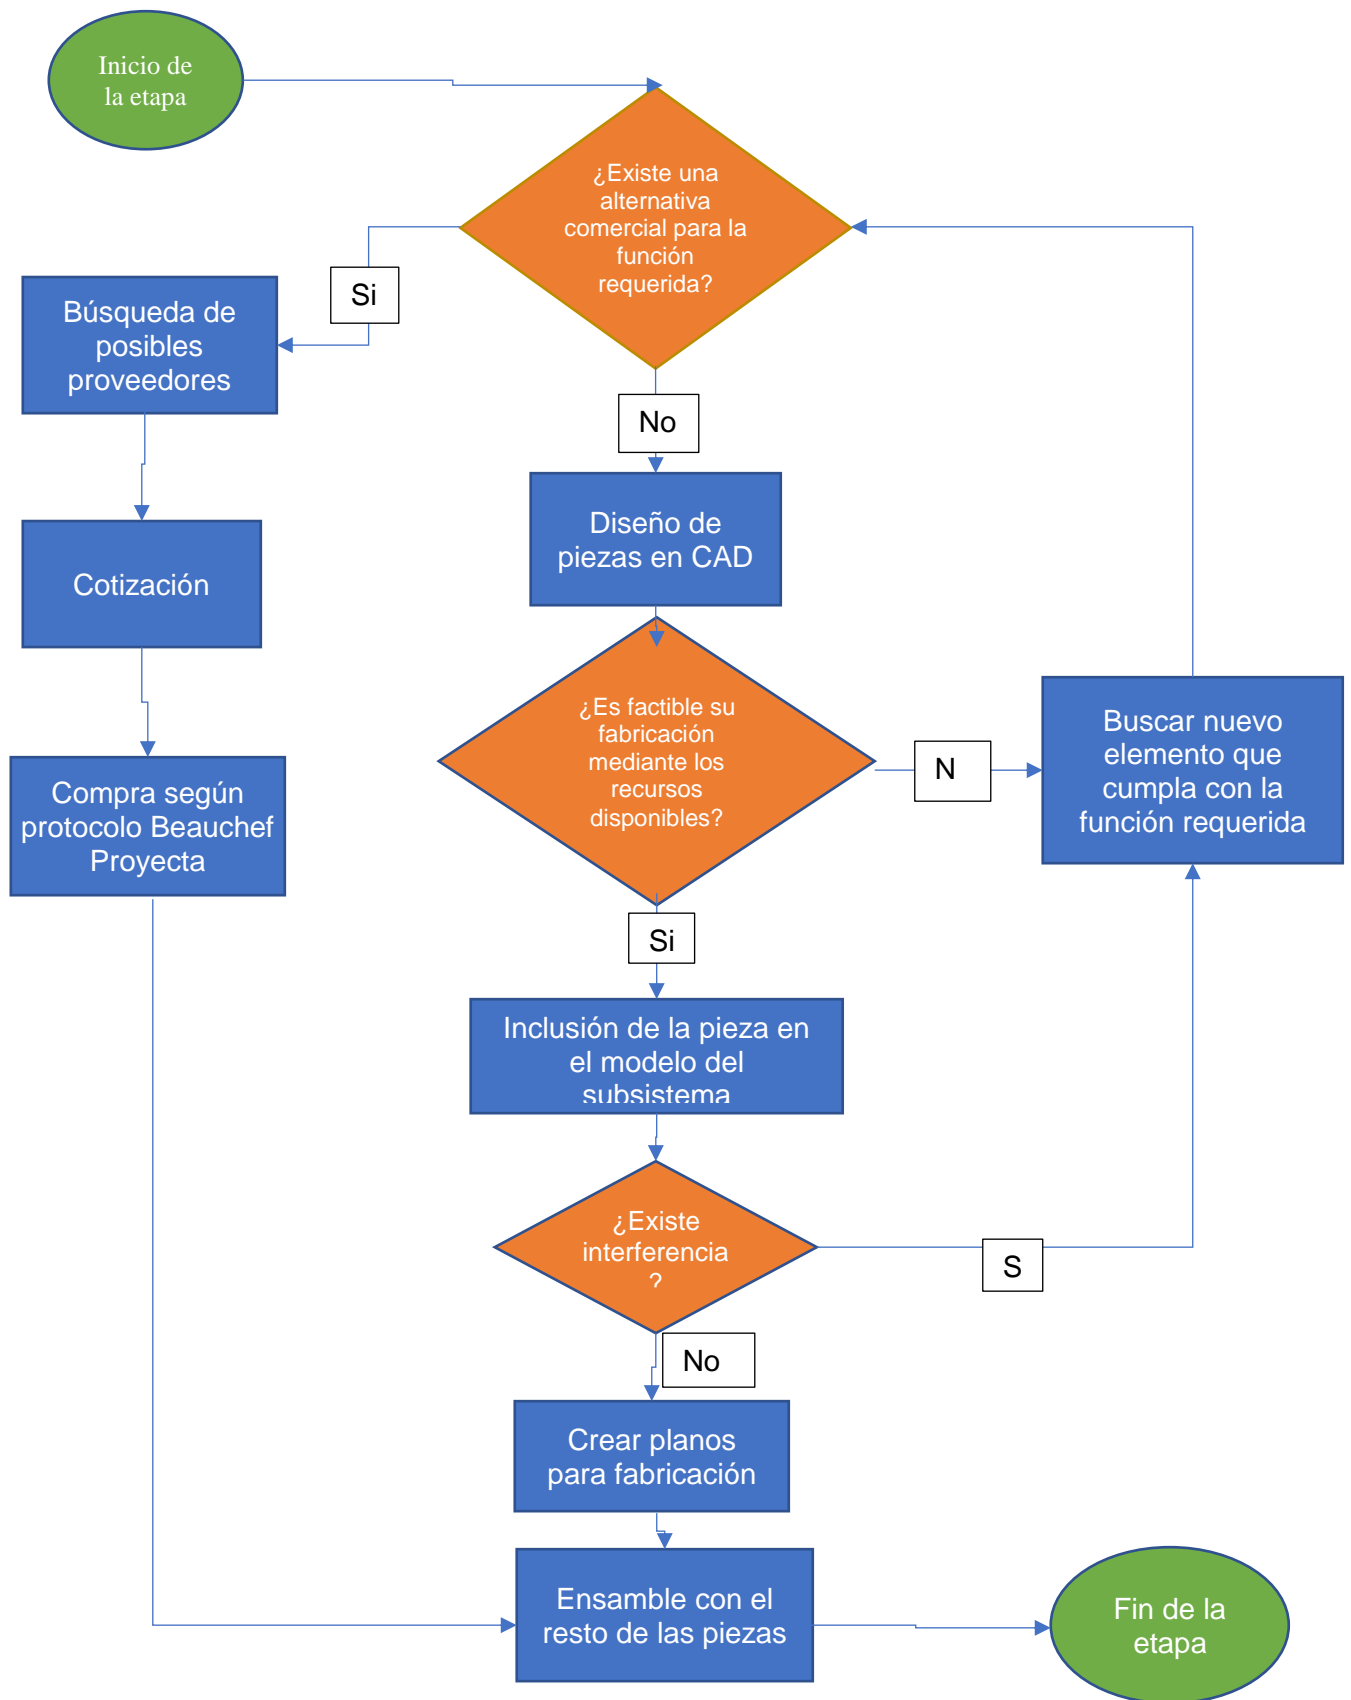 Inicio de
la etapa
¿Existe una
alternativa
comercial para la
función
requerida?
Si
Búsqueda de
posibles
proveedores
No
Cotización
Diseño de
piezas en CAD
¿Es factible su
fabricación
mediante los
recursos
disponibles?
N
Buscar nuevo
elemento que
cumpla con la
función requerida
Compra según
protocolo Beauchef
Proyecta
Si
Inclusión de la pieza en
el modelo del
subsistema
¿Existe
interferencia
?
S
No
Crear planos
para fabricación
Ensamble con el
resto de las piezas
Fin de la
etapa